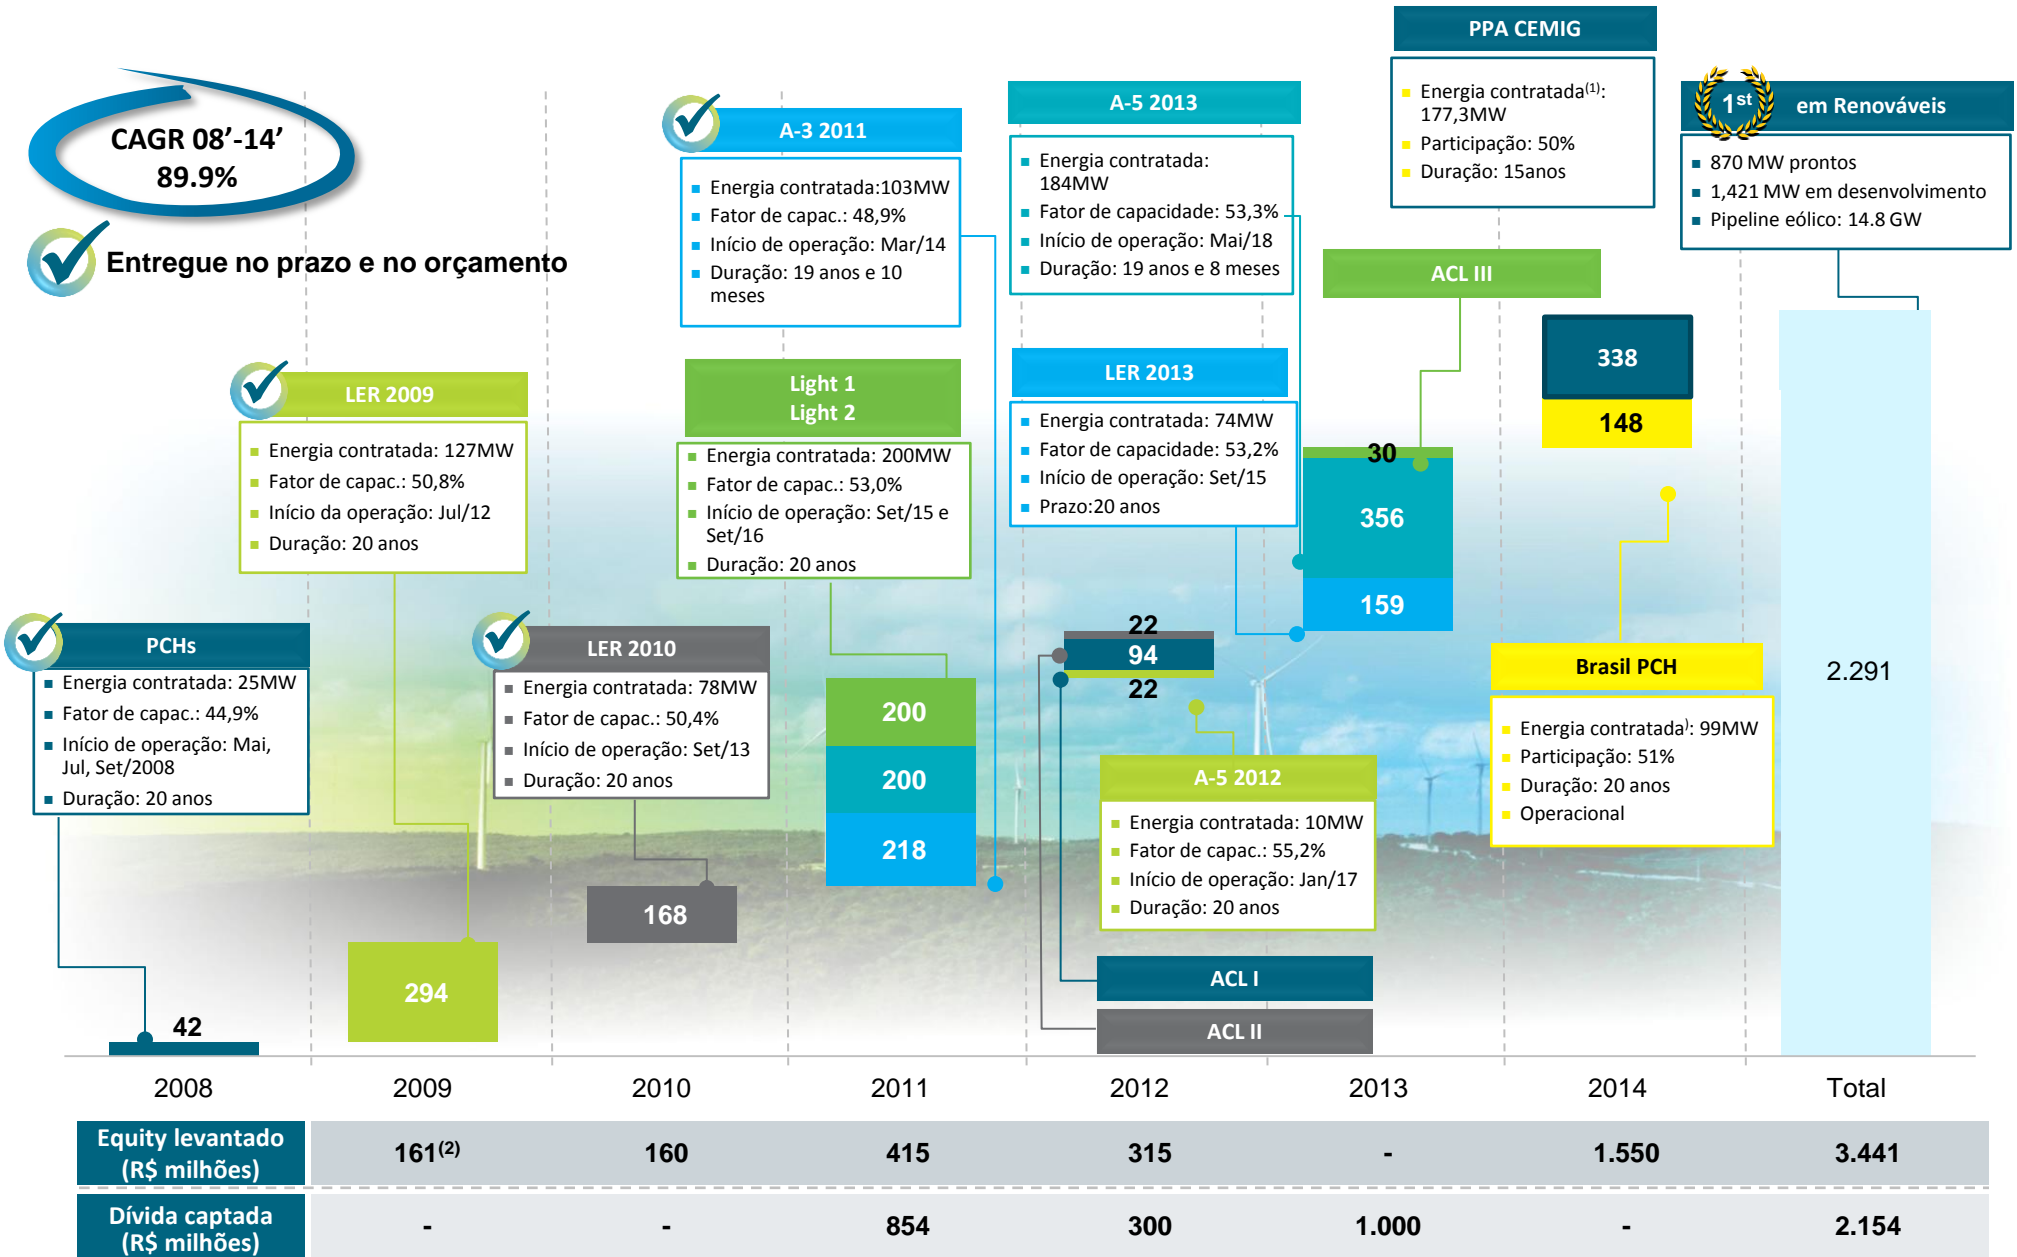 CAGR 08’-14’
89.9%
Entregue no prazo e no orçamento
PCHs
Energia contratada: 25MW
Fator de capac.: 44,9%
Início de operação: Mai,
Jul, Set/2008
Duração: 20 anos
LER 2009
Energia contratada: 127MW
Fator de capac.: 50,8%
Início da operação: Jul/12
Duração: 20 anos
LER 2010
Energia contratada: 78MW
Fator de capac.: 50,4%
Início de operação: Set/13
Duração: 20 anos
A-3 2011
Energia contratada:103MW
Fator de capac.: 48,9%
Início de operação: Mar/14
Duração: 19 anos e 10
meses
Light 1
Light 2
Energia contratada: 200MW
Fator de capac.: 53,0%
Início de operação: Set/15 e
Set/16
Duração: 20 anos
A-5 2013
Energia contratada:
184MW
Fator de capacidade: 53,3%
Início de operação: Mai/18
Duração: 19 anos e 8 meses
LER 2013
Energia contratada: 74MW
Fator de capacidade: 53,2%
Início de operação: Set/15
Prazo:20 anos
A-5 2012
Energia contratada: 10MW
Fator de capac.: 55,2%
Início de operação: Jan/17
Duração: 20 anos
ACL I
ACL II
ACL III
PPA CEMIG
Energia contratada(1):
177,3MW
Participação: 50%
Duração: 15anos
Brasil PCH
Energia contratada): 99MW
Participação: 51%
Duração: 20 anos
Operacional
1st em Renováveis
870 MW prontos
1,421 MW em desenvolvimento
Pipeline eólico: 14.8 GW
42
294
168
200
200
218
22
94
22
30
356
159
338
148
2.291
2008 2009 2010 2011 2012 2013 2014 Total
Equity levantado
(R$ milhões)
161(2) 160 415 315 - 1.550 3.441
Dívida captada
(R$ milhões)
- - 854 300 1.000 - 2.154